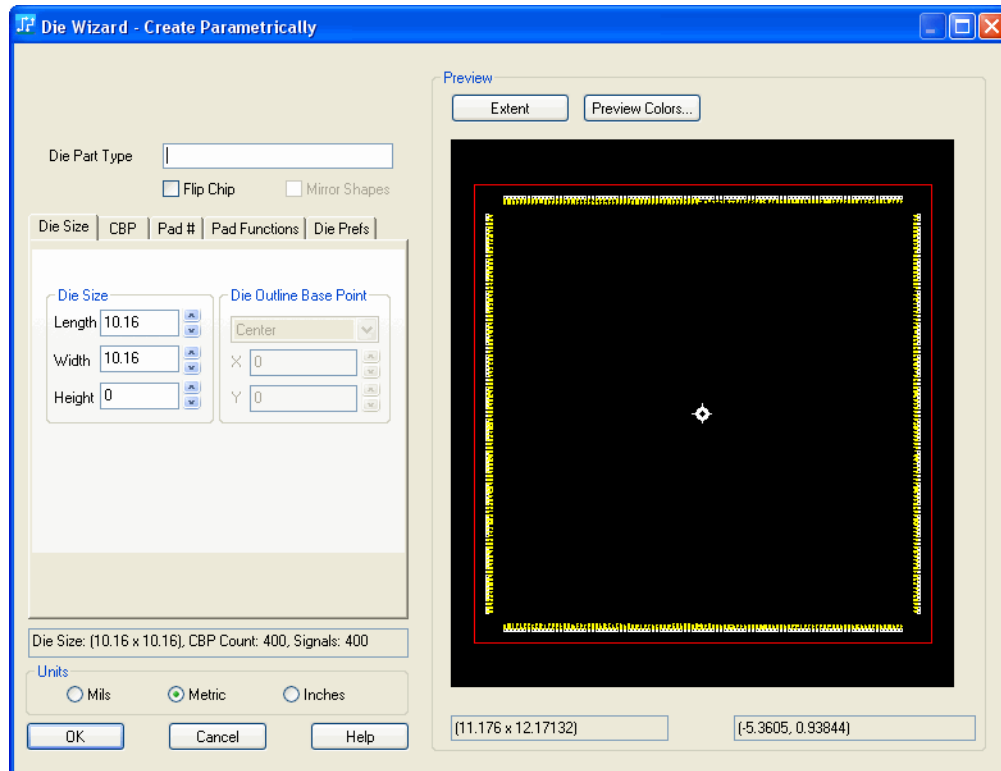 Die Wizard - Create Parametrically
Preview
Extent
Preview Colors...
Die Part Type
Flip Chip
Mirror Shapes
Die Size
CBP
Pad #
Pad Functions
Die Prefs
Die Size
Die Outline Base Point
Length 10.16
Center
Width 10.16
X 0
Height 0
Y 0
Die Size: (10.16 x 10.16), CBP Count: 400, Signals: 400
Units
Mils
Metric
Inches
OK
Cancel
Help
(11.176 x 12.17132)
(-5.3605, 0.93844)